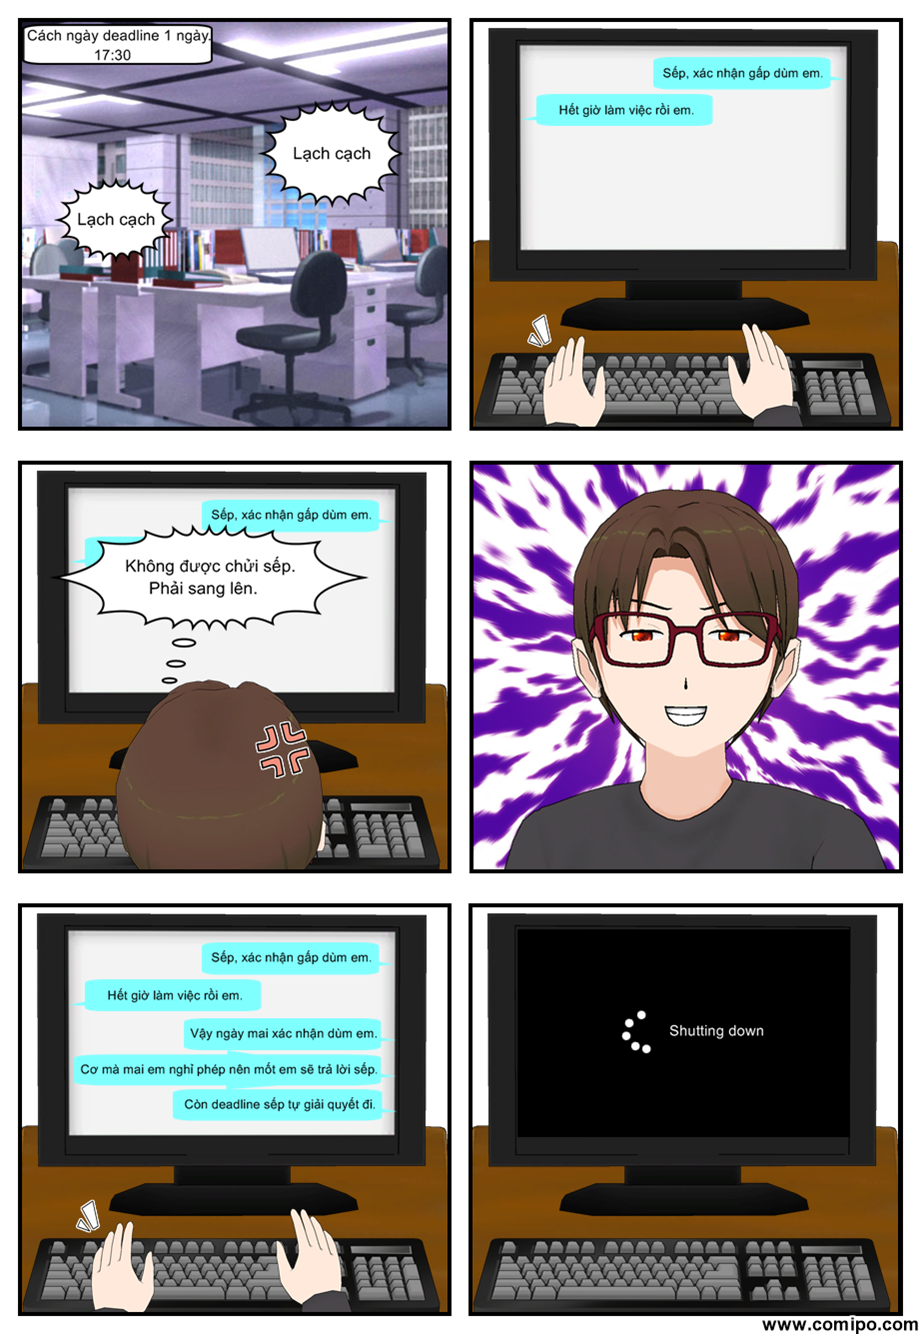 Cách ngày deadline 1 ngày.
17:30
Lạch cạch
Lạch cạch
Sếp, xác nhận gấp dùm em.
Hết giờ làm việc rồi em.
Sếp, xác nhận gấp dùm em.
Không được chửi sếp.
Phải sang lên.
Sếp, xác nhận gấp dùm em.
Hết giờ làm việc rồi em.
Vậy ngày mai xác nhận dùm em.
Cơ mà mai em nghỉ phép nên mốt em sẽ trả lời sếp.
Còn deadline sếp tự giải quyết đi.
Shutting down
www.comipo.com